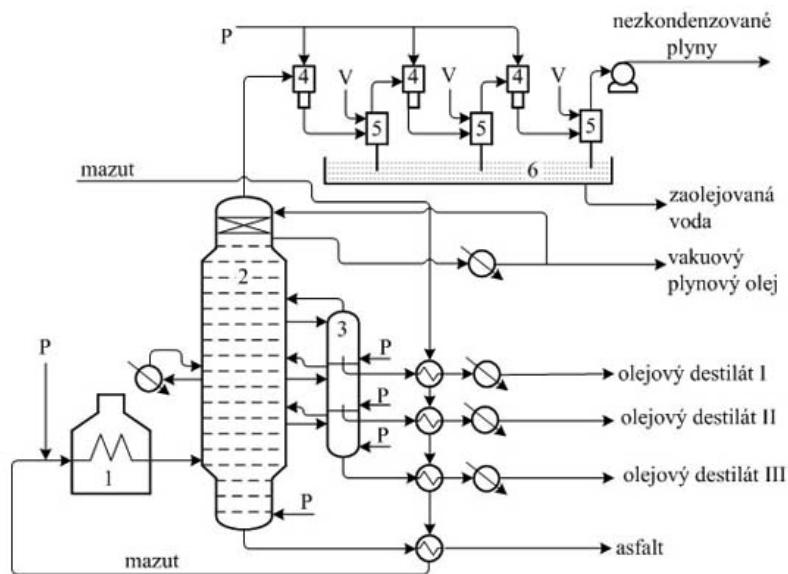 nezkondenzované
plyny
P
4
4
4
V
V
V
5
5
5
6
mazut
zaolejovaná
voda
vakuový
plynový olej
2
3
P
P
olejový destilát I
P
olejový destilát II
P
olejový destilát III
1
P
mazut
asfalt